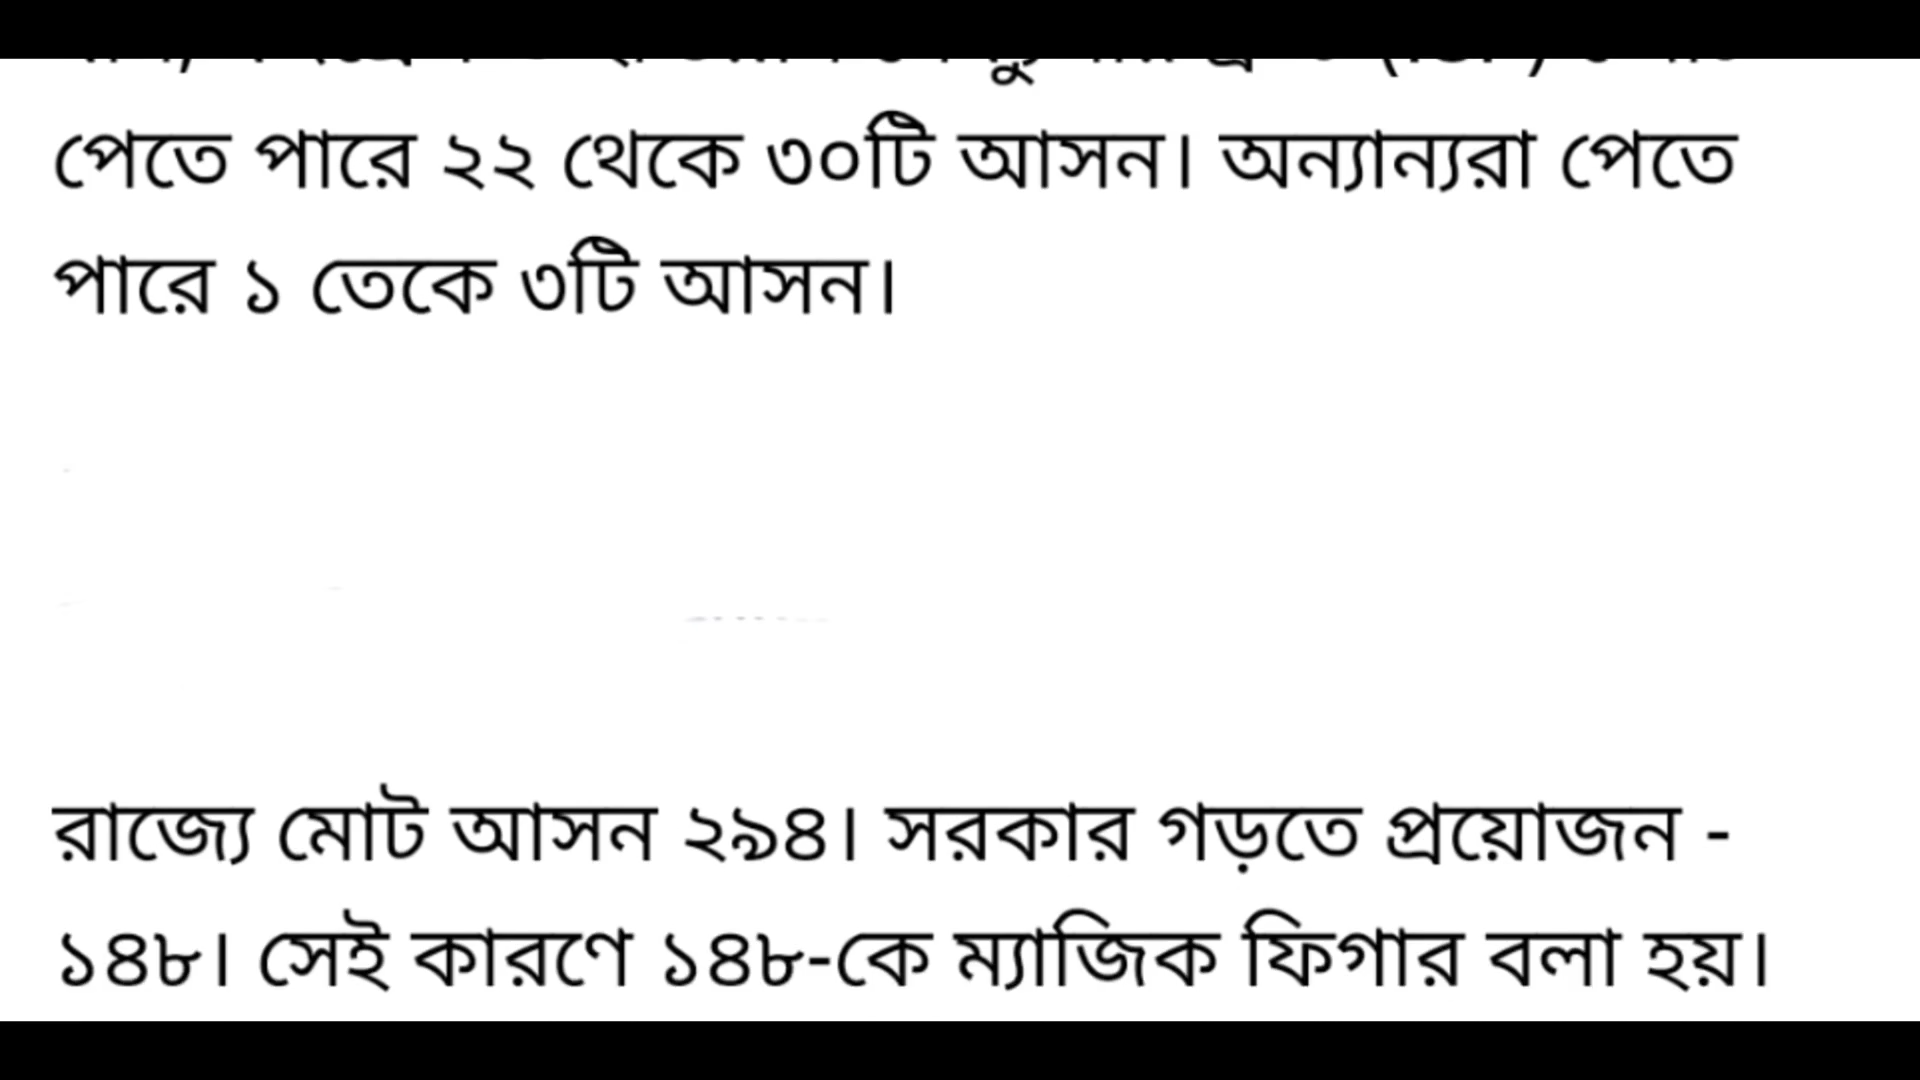 পেতে পারে ২২ থেকে ৩০টি আসন। অন্যান্যরা পেতে
পারে ১ তেকে ৩টি আসন।
রাজ্যে মোট আসন ২৯৪। সরকার গড়তে প্রয়োজন -
১৪৮। সেই কারণে ১৪৮-কে ম্যাজিক ফিগার বলা হয়।